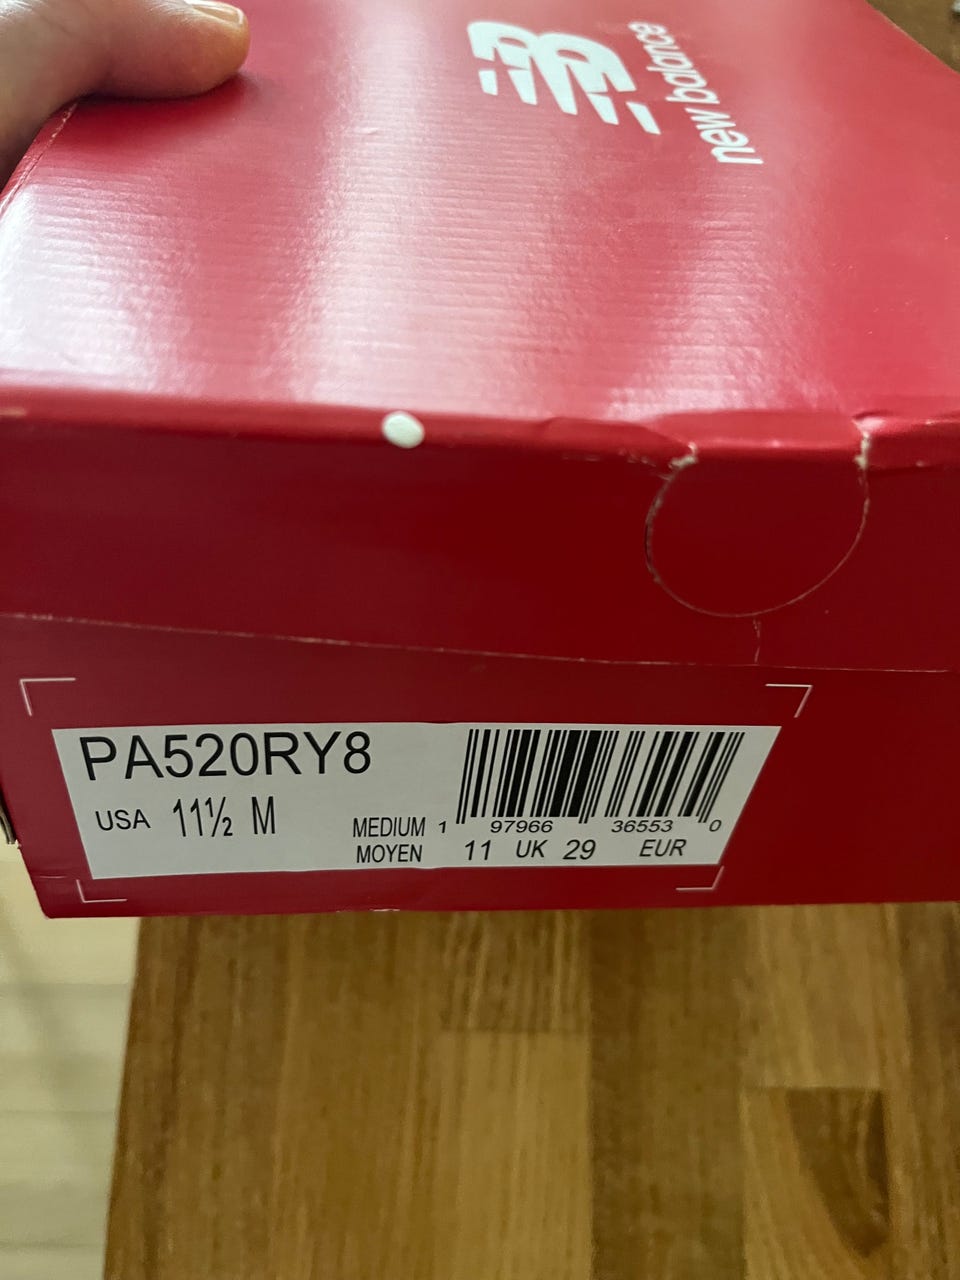 new balance
PA520RY8
USA 11½ M
MEDIUM
MOYEN
1 97966 36553 0
11 UK 29 EUR